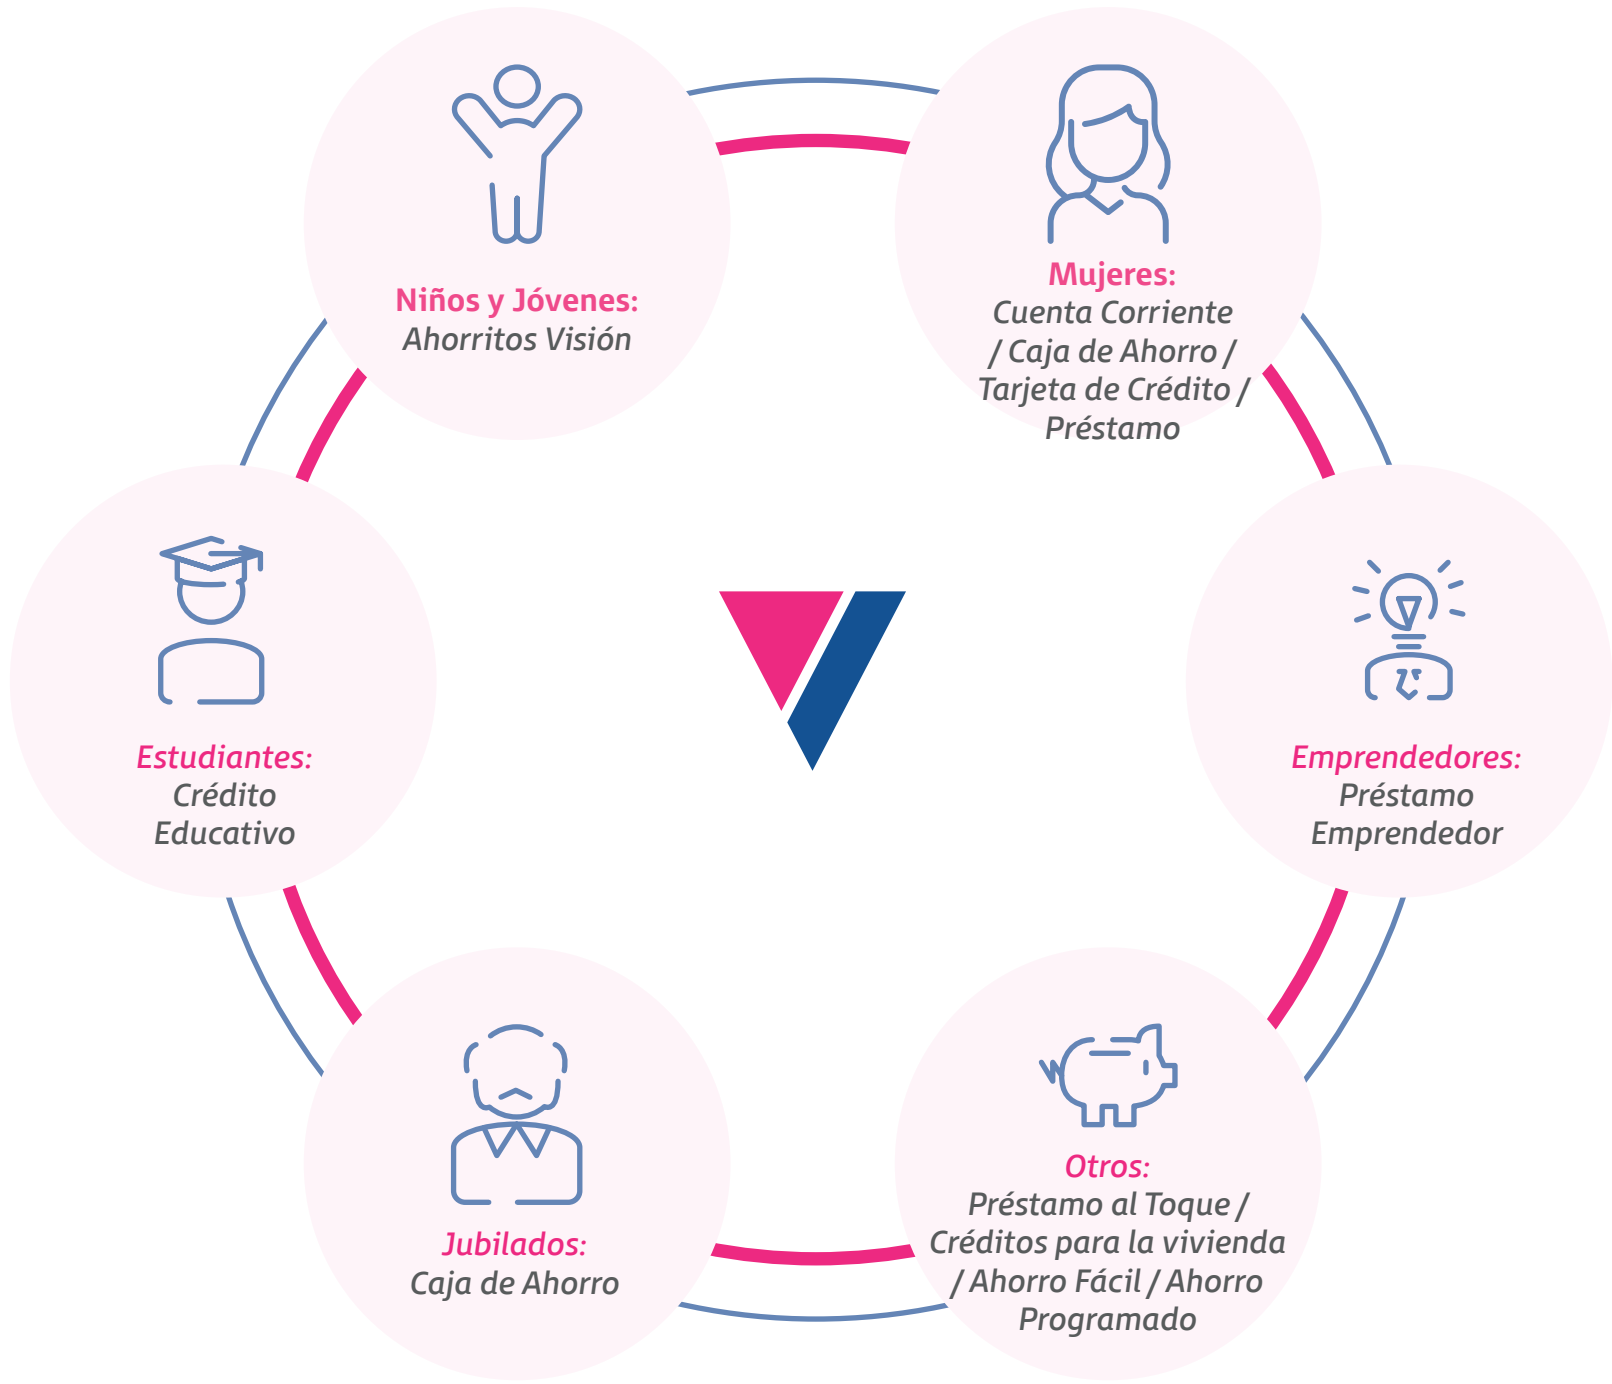 Niños y Jóvenes:
Ahorritos Visión
Mujeres:
Cuenta Corriente
/ Caja de Ahorro /
Tarjeta de Crédito /
Préstamo
Estudiantes:
Crédito
Educativo
Emprendedores:
Préstamo
Emprendedor
Jubilados:
Caja de Ahorro
Otros:
Préstamo al Toque /
Créditos para la vivienda
/ Ahorro Fácil / Ahorro
Programado